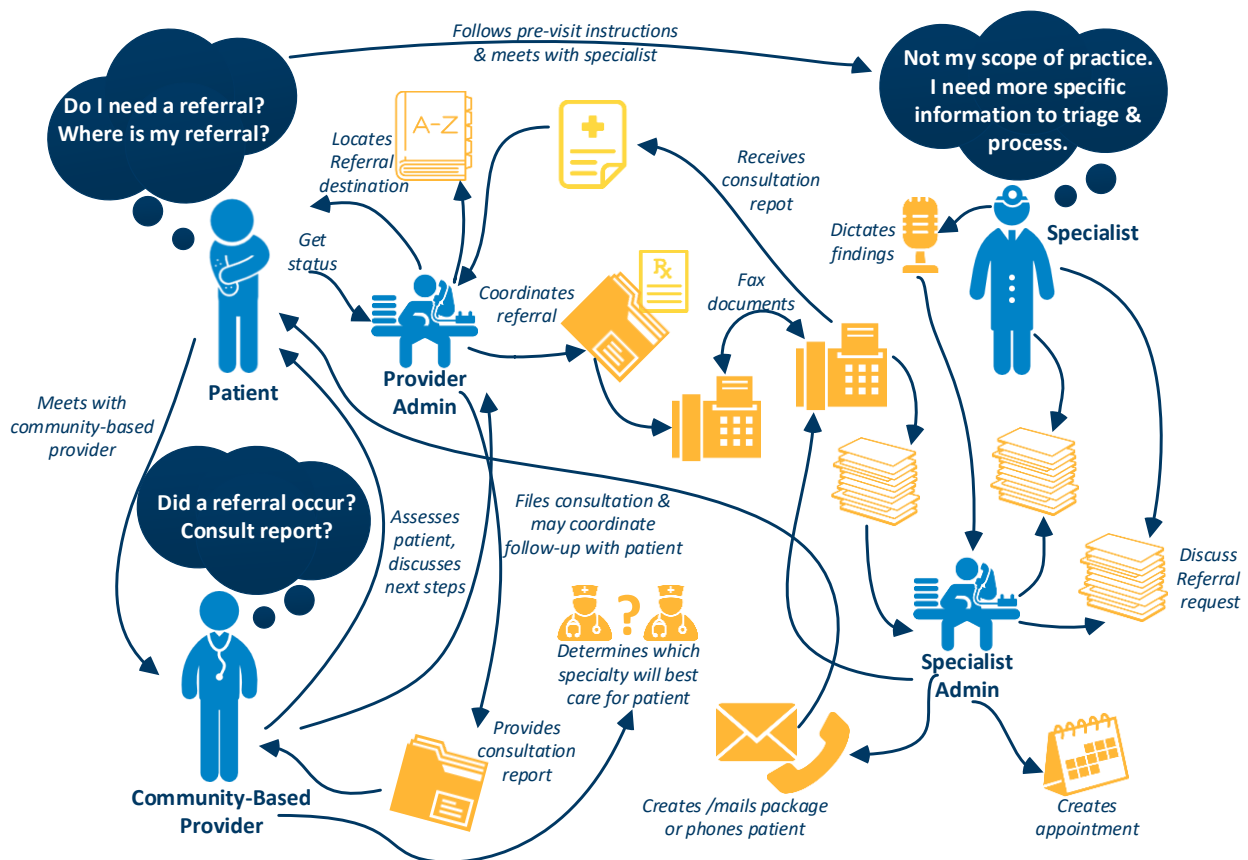 Follows pre-visit instructions
& meets with specialist
Not my scope of practice.
I need more specific
information to triage &
process.
Do I need a referral?
Where is my referral?
A-Z
Locates
Referral
destination
Receives
consultation
repot
Dictates
findings
Specialist
Get
status
Coordinates
referral
Rx
Fax
documents
Patient
Provider
Admin
Meets with
community-based
provider
Did a referral occur?
Consult report?
Assesses
patient,
discusses
next steps
Files consultation &
may coordinate
follow-up with patient
Discuss
Referral
request
?
Determines which
specialty will best
care for patient
Specialist
Admin
Provides
consultation
report
Community-Based
Provider
Creates /mails package
or phones patient
Creates
appointment